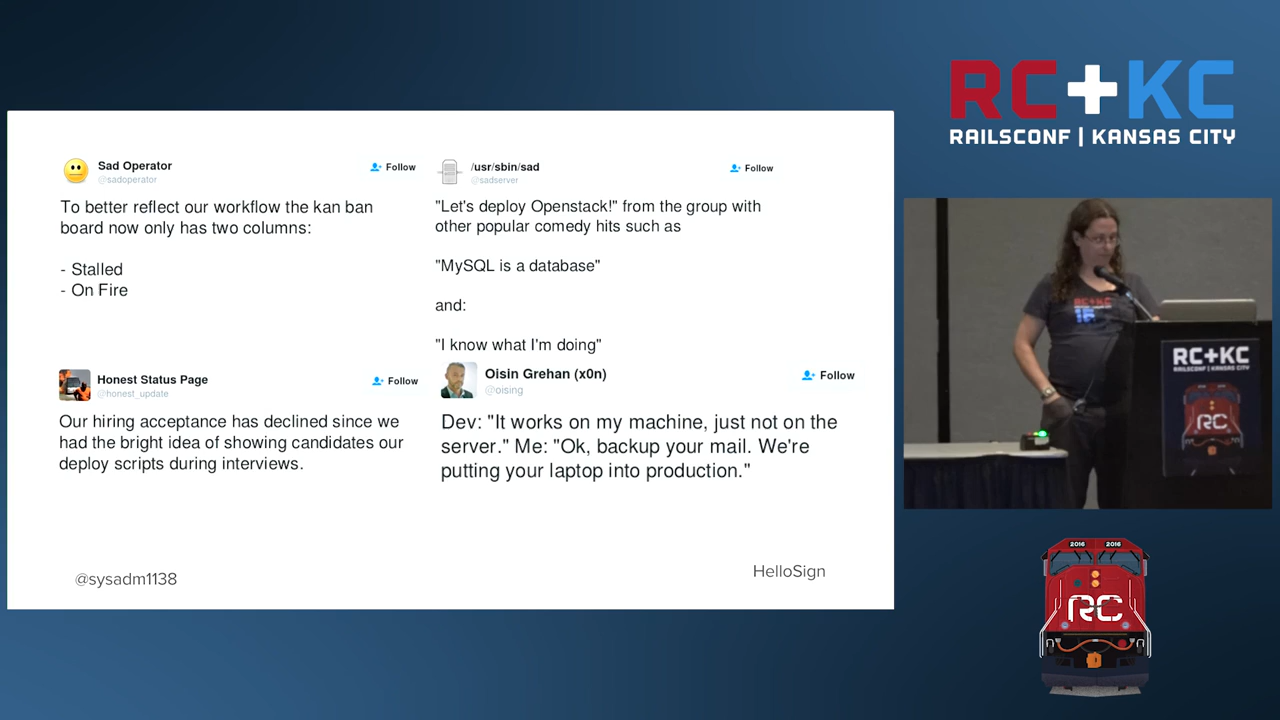 Sad Operator
@sadoperator
Follow
To better reflect our workflow the kan ban
board now only has two columns:
- Stalled
- On Fire
/usr/sbin/sad
@sadserver
Follow
"Let's deploy Openstack!" from the group with
other popular comedy hits such as
"MySQL is a database"
and:
"I know what I'm doing"
Honest Status Page
@honest_update
Follow
Our hiring acceptance has declined since we
had the bright idea of showing candidates our
deploy scripts during interviews.
Oisin Grehan (x0n)
@oising
Follow
Dev: "It works on my machine, just not on the
server." Me: "Ok, backup your mail. We're
putting your laptop into production."
@sysadm1138
HelloSign
RC+KC
RAILSCONF | KANSAS CITY
RC+KC
RC+KC
RAILSCONF | KANSAS CITY
RC
2016
2016
RC